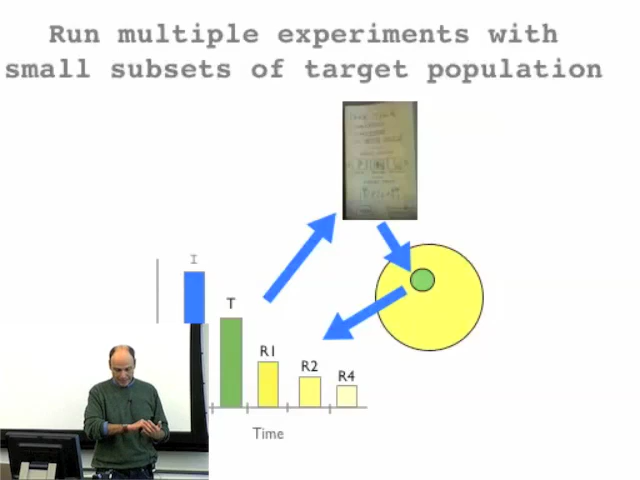 Run multiple experiments with
small subsets of target population
I
T
R1
R2
R4
Time